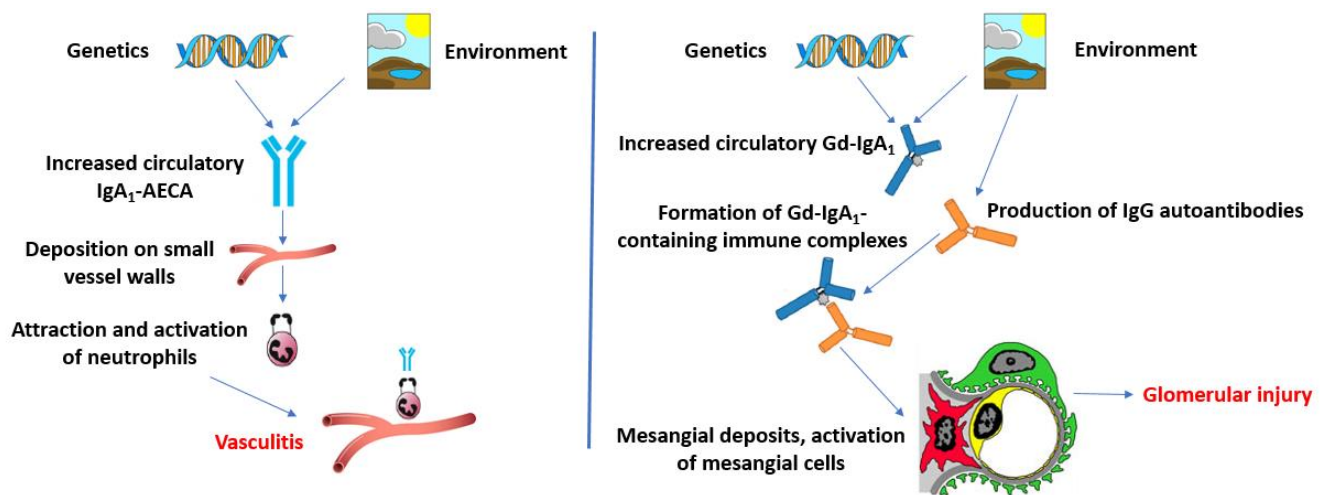 Genetics
Environment
Increased circulatory
IgA₁-AECA
Deposition on small
vessel walls
Attraction and activation
of neutrophils
Vasculitis
Genetics
Environment
Increased circulatory Gd-IgA₁
Production of IgG autoantibodies
Formation of Gd-IgA₁-
containing immune complexes
Mesangial deposits, activation
of mesangial cells
Glomerular injury